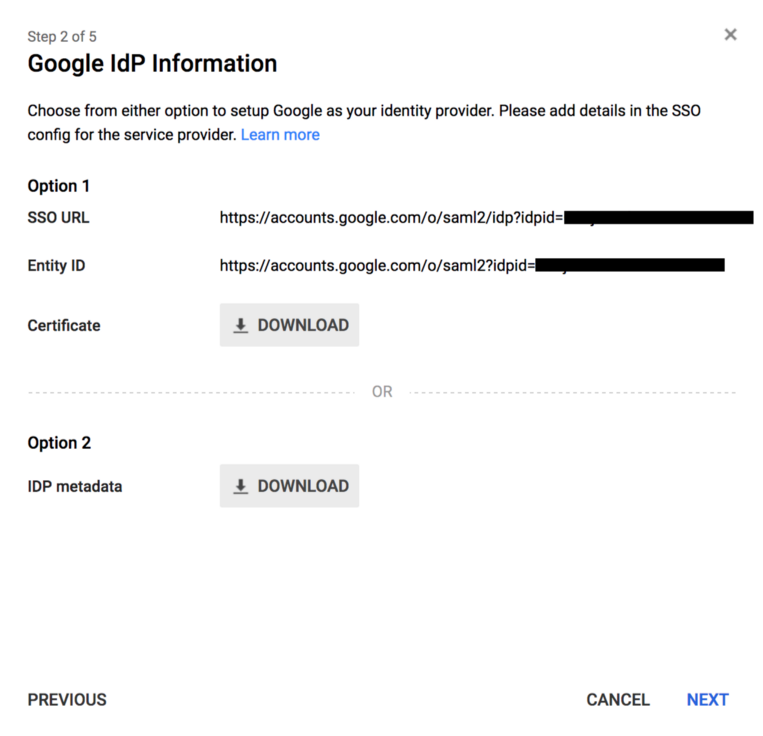 Step 2 of 5
Google IdP Information
Choose from either option to setup Google as your identity provider. Please add details in the SSO
config for the service provider. Learn more
Option 1
SSO URL https://accounts.google.com/o/saml2/idp?idpid=
Entity ID https://accounts.google.com/o/saml2?idpid=
Certificate DOWNLOAD
OR
Option 2
IDP metadata DOWNLOAD
PREVIOUS CANCEL NEXT